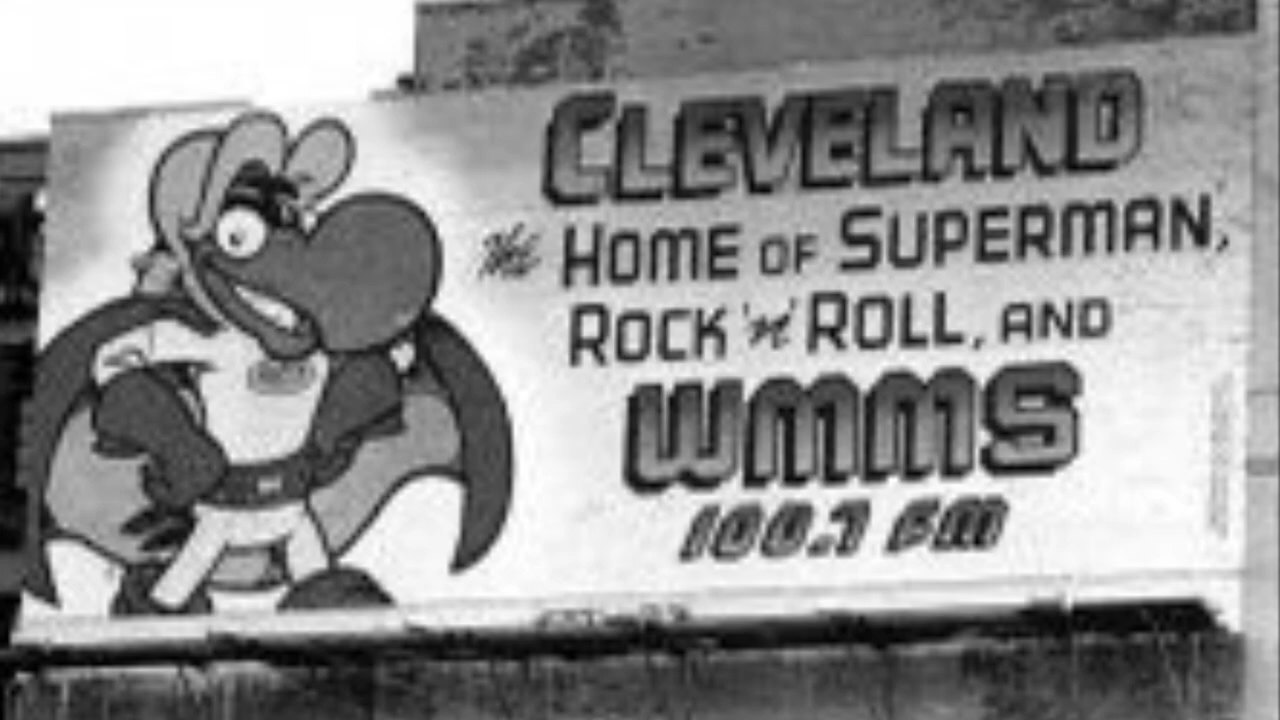 CLEVELAND
the HOME OF SUPERMAN,
ROCK 'n' ROLL, AND
WMMS
100.7 FM